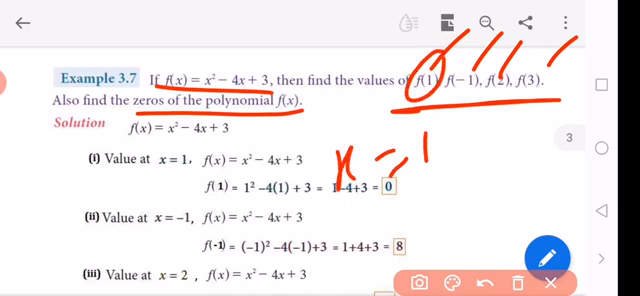 Example 3.7 If f(x) = x² − 4x + 3, then find the values of f(1), f(−1), f(2), f(3).
Also find the zeros of the polynomial f(x).
Solution f(x) = x² − 4x + 3
3
(i) Value at x = 1, f(x) = x² − 4x + 3
x = 1
f(1) = 1² −4(1) + 3 = 1−4+3 = 0
(ii) Value at x = −1, f(x) = x² − 4x + 3
f(-1) = (−1)² −4(−1)+3 = 1+4+3 = 8
(iii) Value at x = 2 , f(x) = x² − 4x + 3